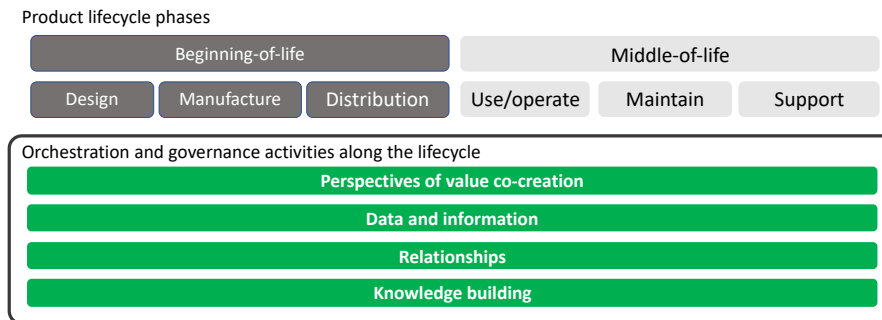 Product lifecycle phases
Beginning-of-life
Middle-of-life
Design
Manufacture
Distribution
Use/operate
Maintain
Support
Orchestration and governance activities along the lifecycle
Perspectives of value co-creation
Data and information
Relationships
Knowledge building